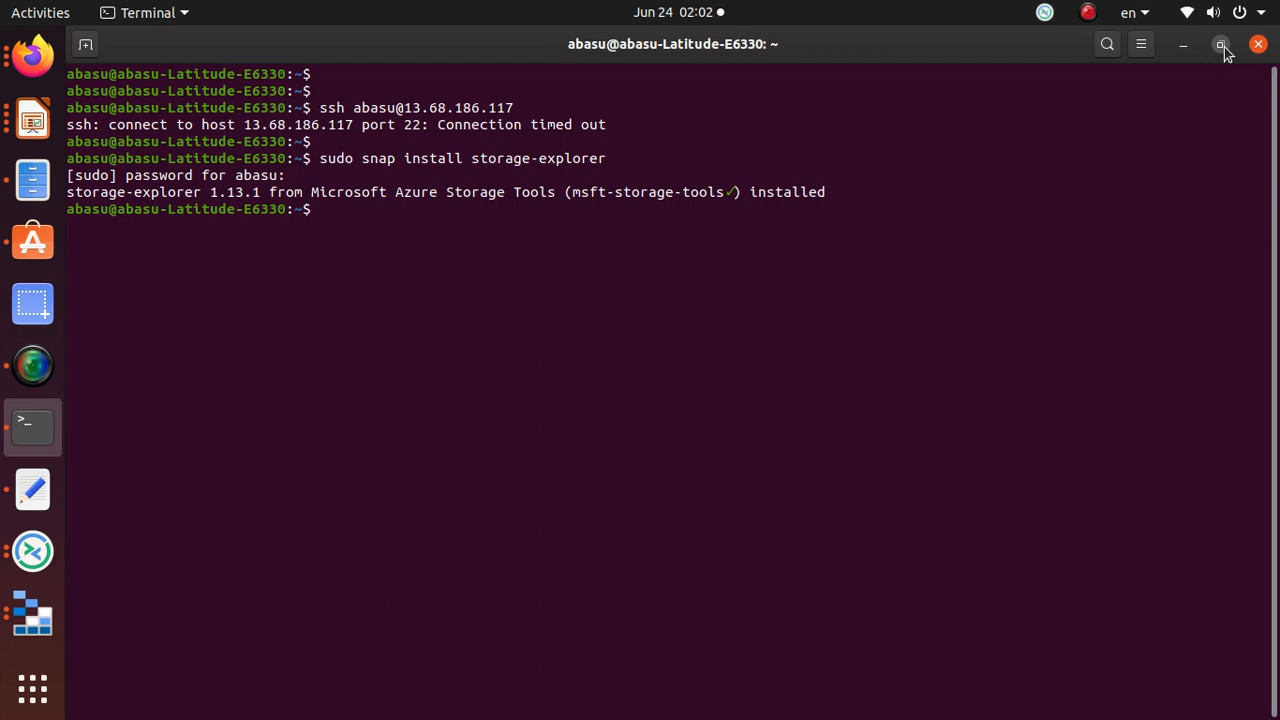 Activities
Terminal
Jun 24 02:02
en
abasu@abasu-Latitude-E6330: ~
abasu@abasu-Latitude-E6330:~$
abasu@abasu-Latitude-E6330:~$
abasu@abasu-Latitude-E6330:~$ ssh abasu@13.68.186.117
ssh: connect to host 13.68.186.117 port 22: Connection timed out
abasu@abasu-Latitude-E6330:~$
abasu@abasu-Latitude-E6330:~$ sudo snap install storage-explorer
[sudo] password for abasu:
storage-explorer 1.13.1 from Microsoft Azure Storage Tools (msft-storage-tools✓) installed
abasu@abasu-Latitude-E6330:~$